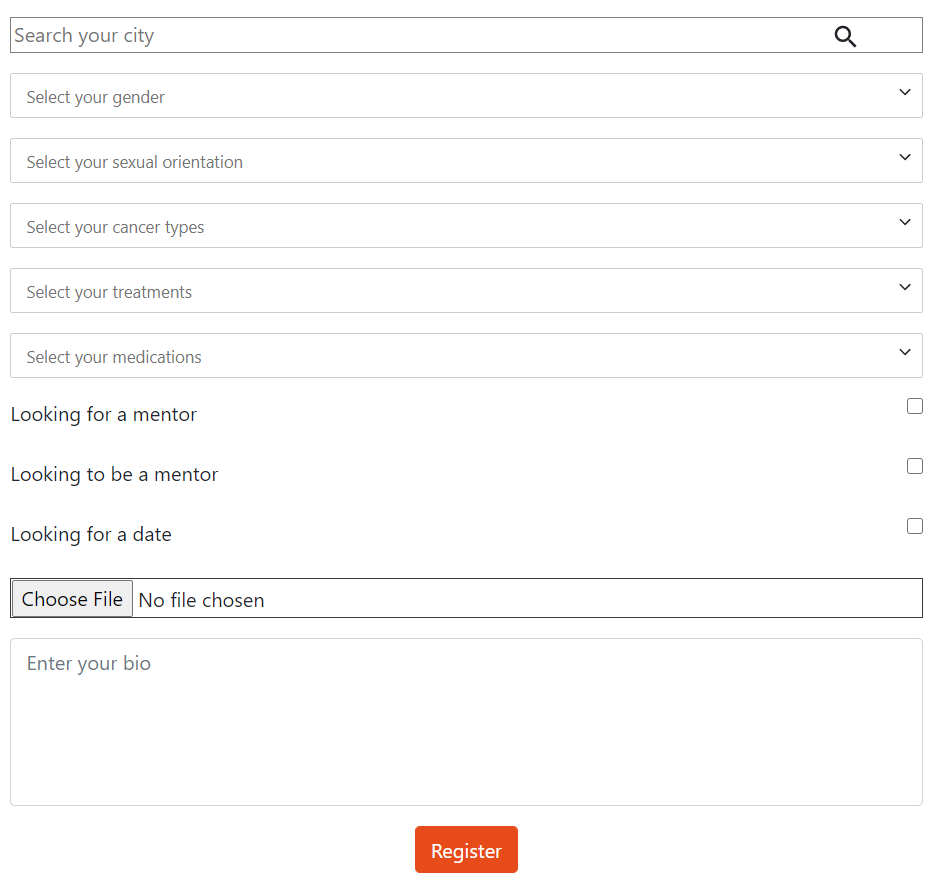 Search your city
Select your gender
Select your sexual orientation
Select your cancer types
Select your treatments
Select your medications
Looking for a mentor
Looking to be a mentor
Looking for a date
Choose File No file chosen
Enter your bio
Register